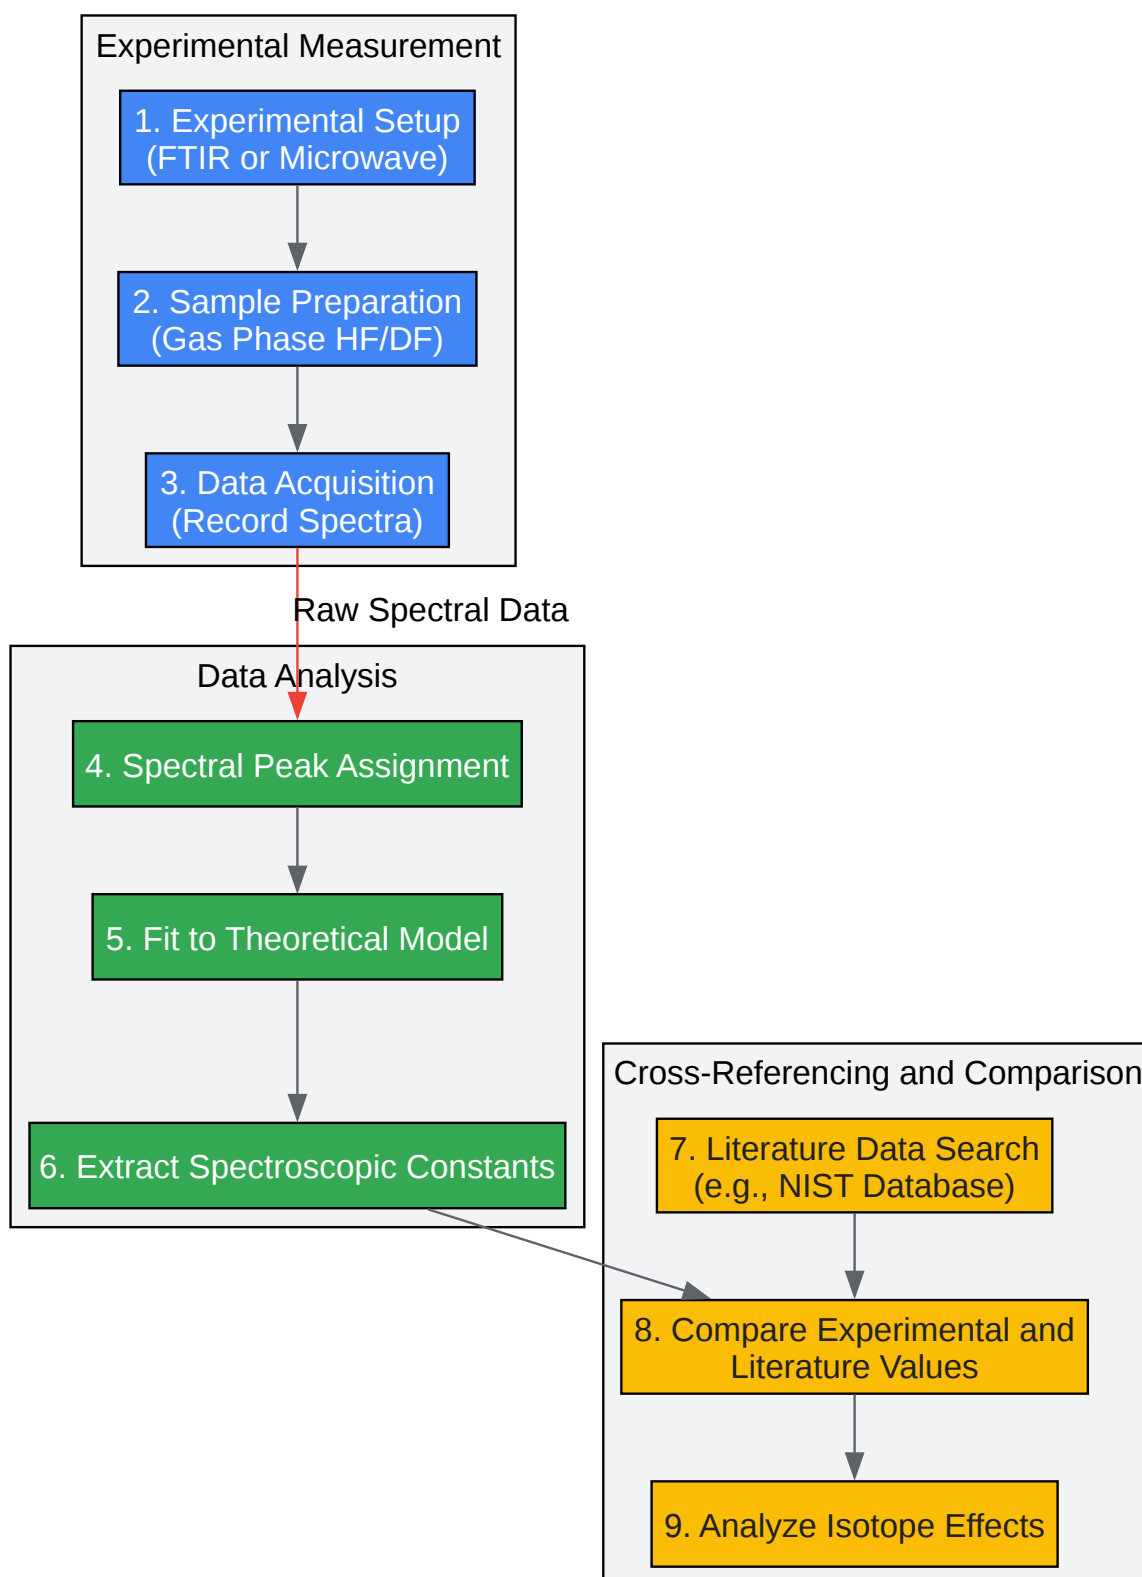 Experimental Measurement
1. Experimental Setup
(FTIR or Microwave)
2. Sample Preparation
(Gas Phase HF/DF)
3. Data Acquisition
(Record Spectra)
Raw Spectral Data
Data Analysis
4. Spectral Peak Assignment
5. Fit to Theoretical Model
6. Extract Spectroscopic Constants
Cross-Referencing and Comparison
7. Literature Data Search
(e.g., NIST Database)
8. Compare Experimental and
Literature Values
9. Analyze Isotope Effects